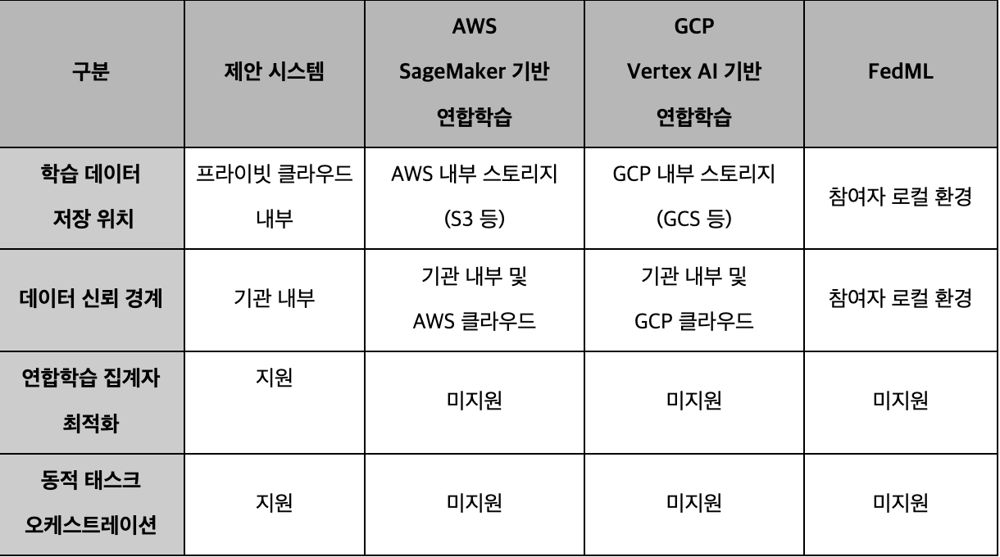 구분
제안 시스템
AWS
SageMaker 기반
연합학습
GCP
Vertex AI 기반
연합학습
FedML
학습 데이터
저장 위치
프라이빗 클라우드
내부
AWS 내부 스토리지
(S3 등)
GCP 내부 스토리지
(GCS 등)
참여자 로컬 환경
데이터 신뢰 경계
기관 내부
기관 내부 및
AWS 클라우드
기관 내부 및
GCP 클라우드
참여자 로컬 환경
연합학습 집계자
최적화
지원
미지원
미지원
미지원
동적 태스크
오케스트레이션
지원
미지원
미지원
미지원